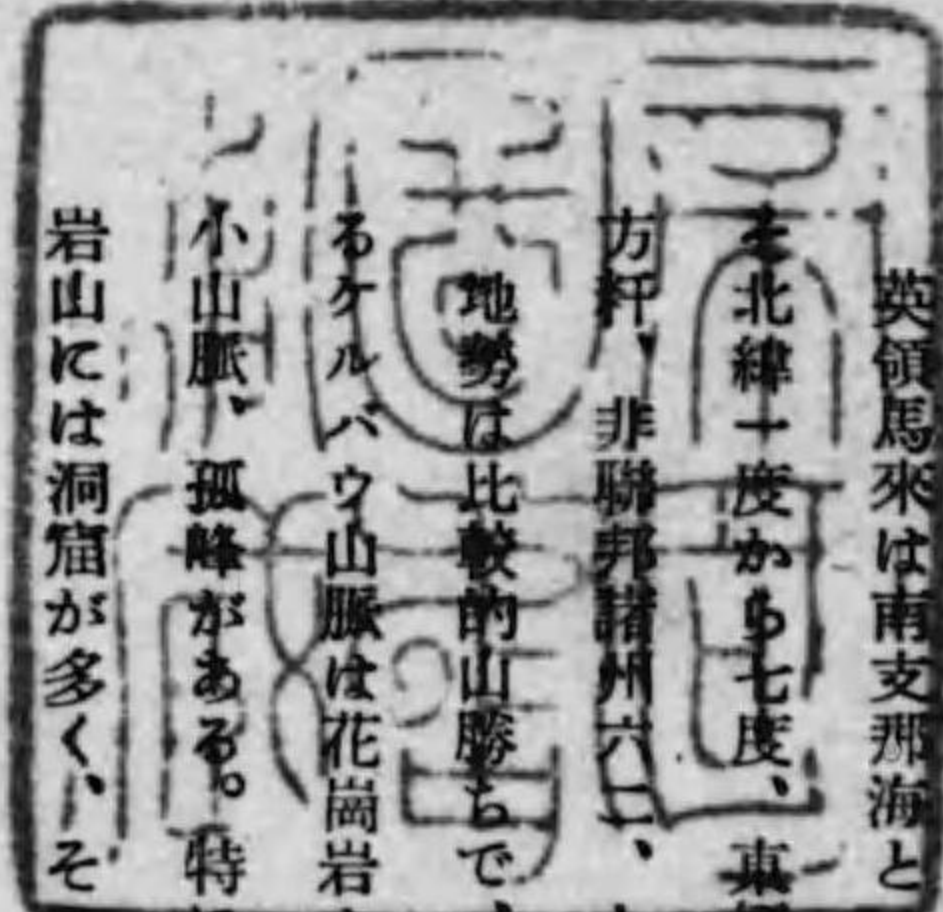 英領馬來は南支那海と
北緯一度から七度、東
方粁、非聯邦諸州六二、
地勢は比較的山勝ちで、
るケルバウ山脈は花崗岩
小山脈、孤峰がある。特
岩山には洞窟が多く、そ